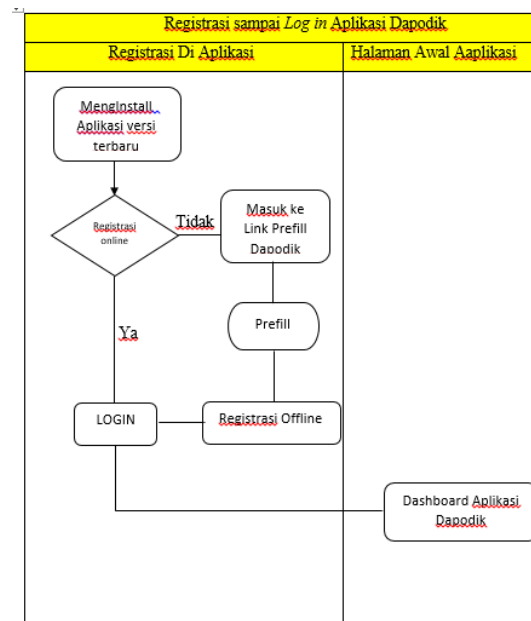 Registrasi sampai Log in Aplikasi Dapodik
Registrasi Di Aplikasi
Halaman Awal Aaplikasi
MengInstall
Aplikasi versi
terbaru
Registrasi
online
Tidak
Masuk ke
Link Prefill
Dapodik
Prefill
Ya
LOGIN
Registrasi Offline
Dashboard Aplikasi
Dapodik